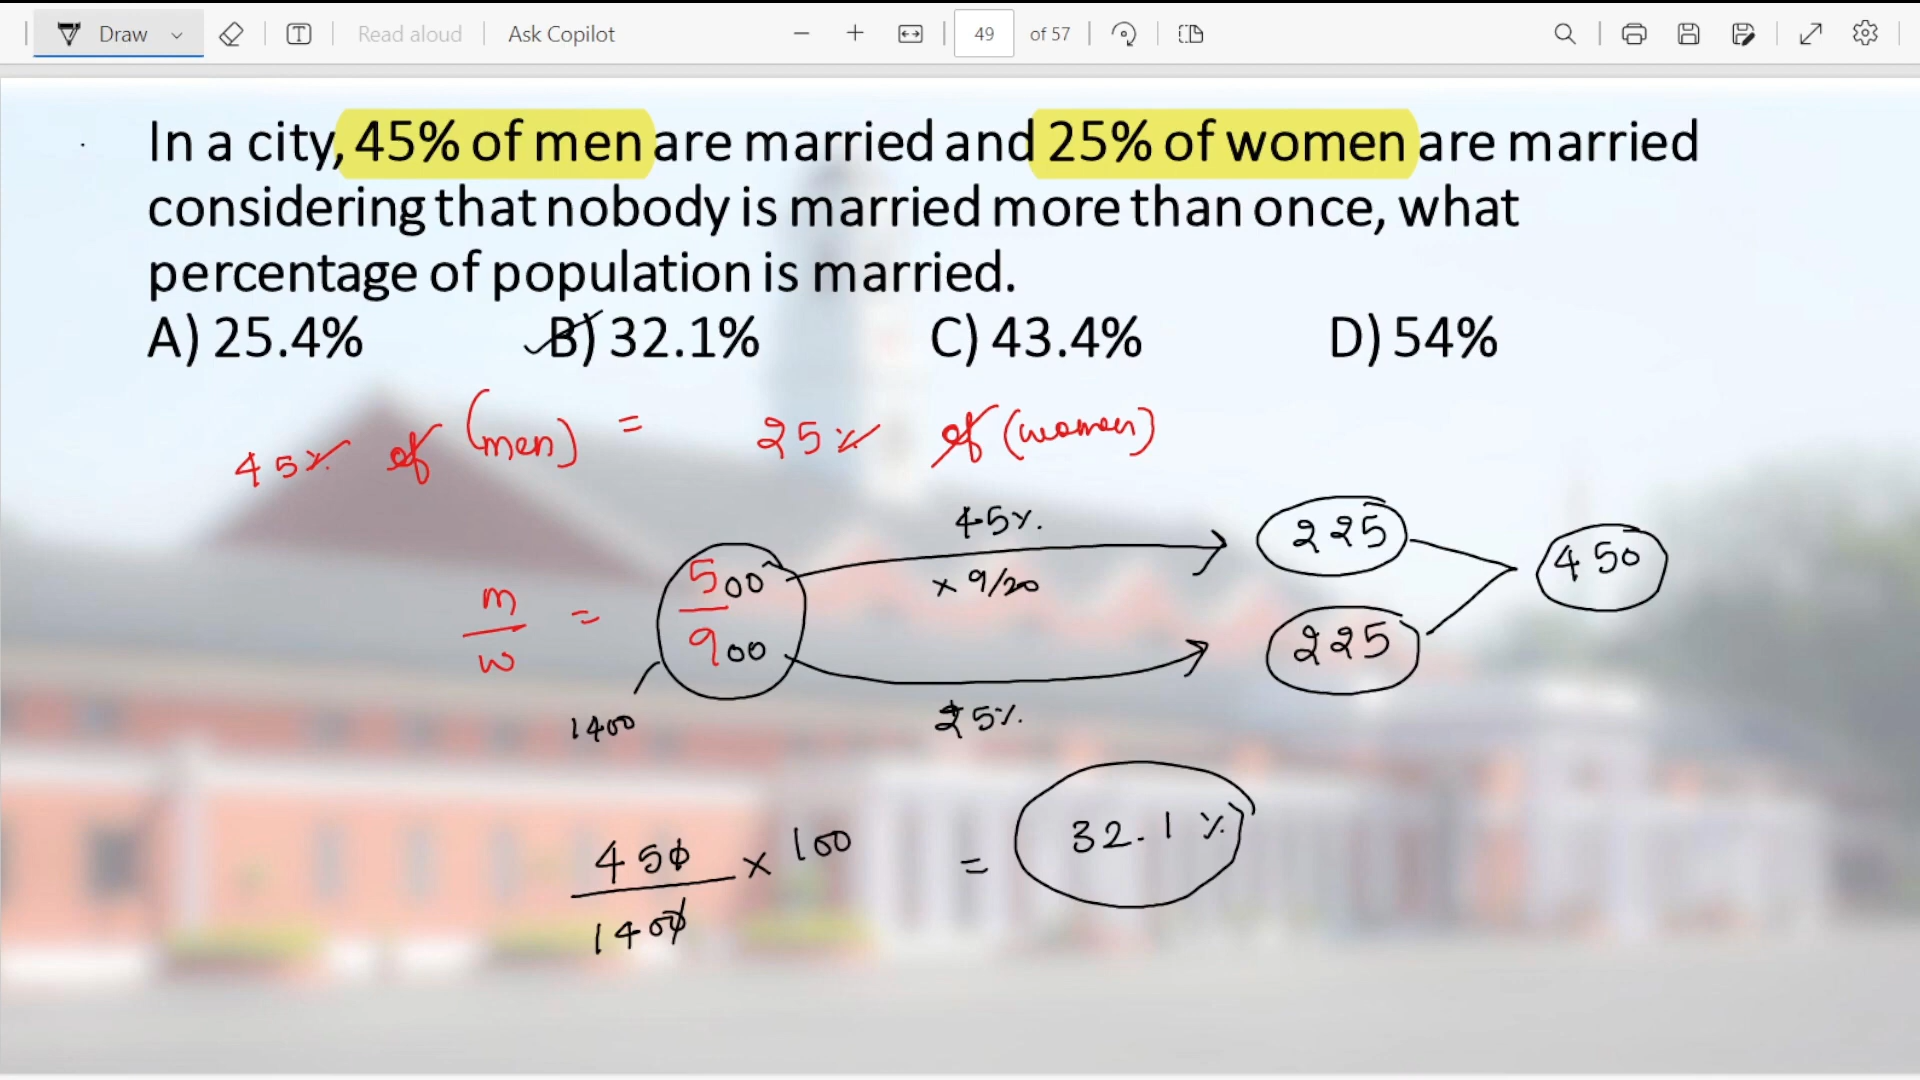 Draw
Read aloud
Ask Copilot
49
of 57
In a city, 45% of men are married and 25% of women are married
considering that nobody is married more than once, what
percentage of population is married.
A) 25.4% B) 32.1% C) 43.4% D) 54%
45% of (men) = 25% of (women)
m/w = 500/900
45%
x 9/20
225
450
225
25%
1400
450/1400 x 100 = 32.1%